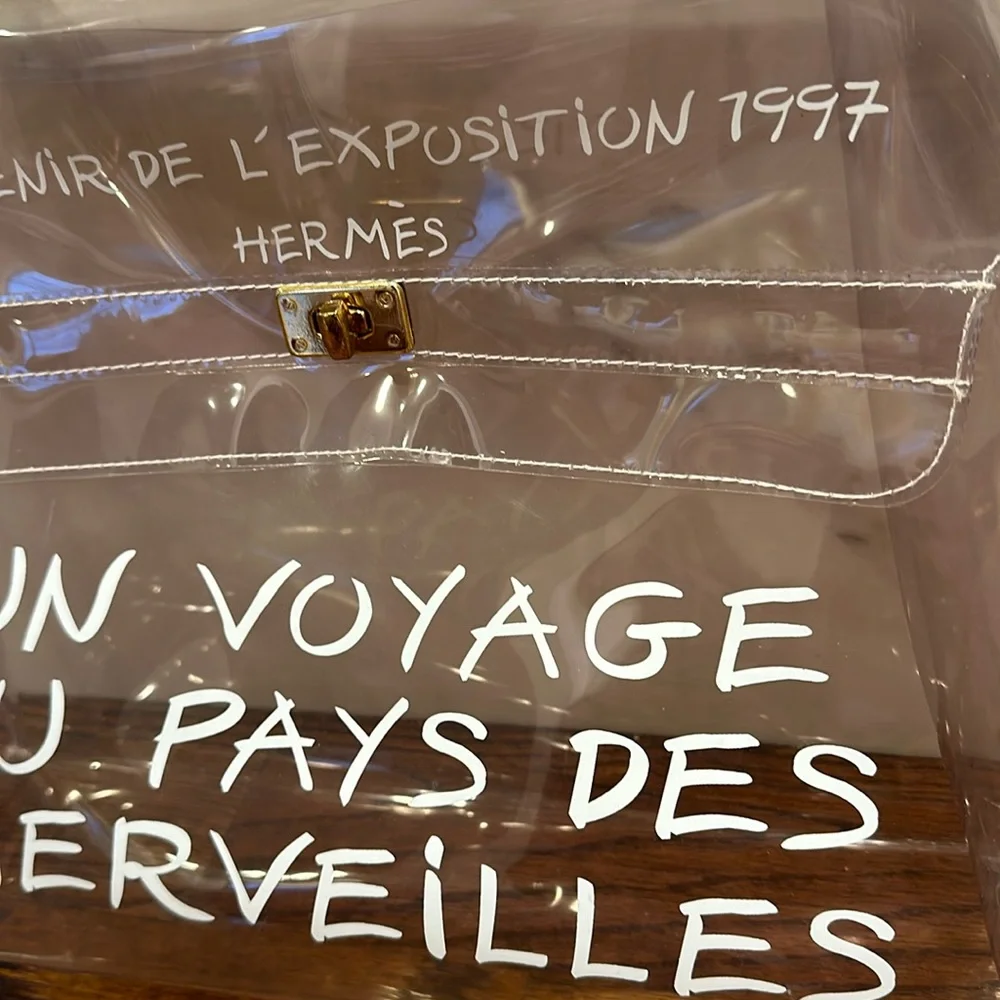 ENIR DE L'EXPOSITION 1997
HERMÈS
UN VOYAGE
U PAYS DES
ERVEILLES